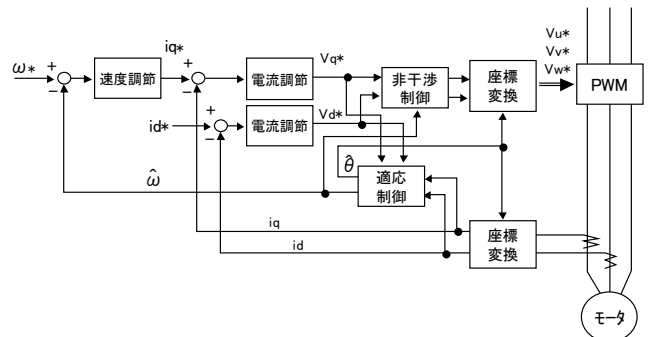 Vu*
Vv*
Vw*
iq*
Vq*
ω*
+
−
速度調節
+
−
電流調節
非干渉
制御
座標
変換
PWM
id*
+
−
電流調節
Vd*
θ̂
ω̂
適応
制御
iq
id
座標
変換
モータ